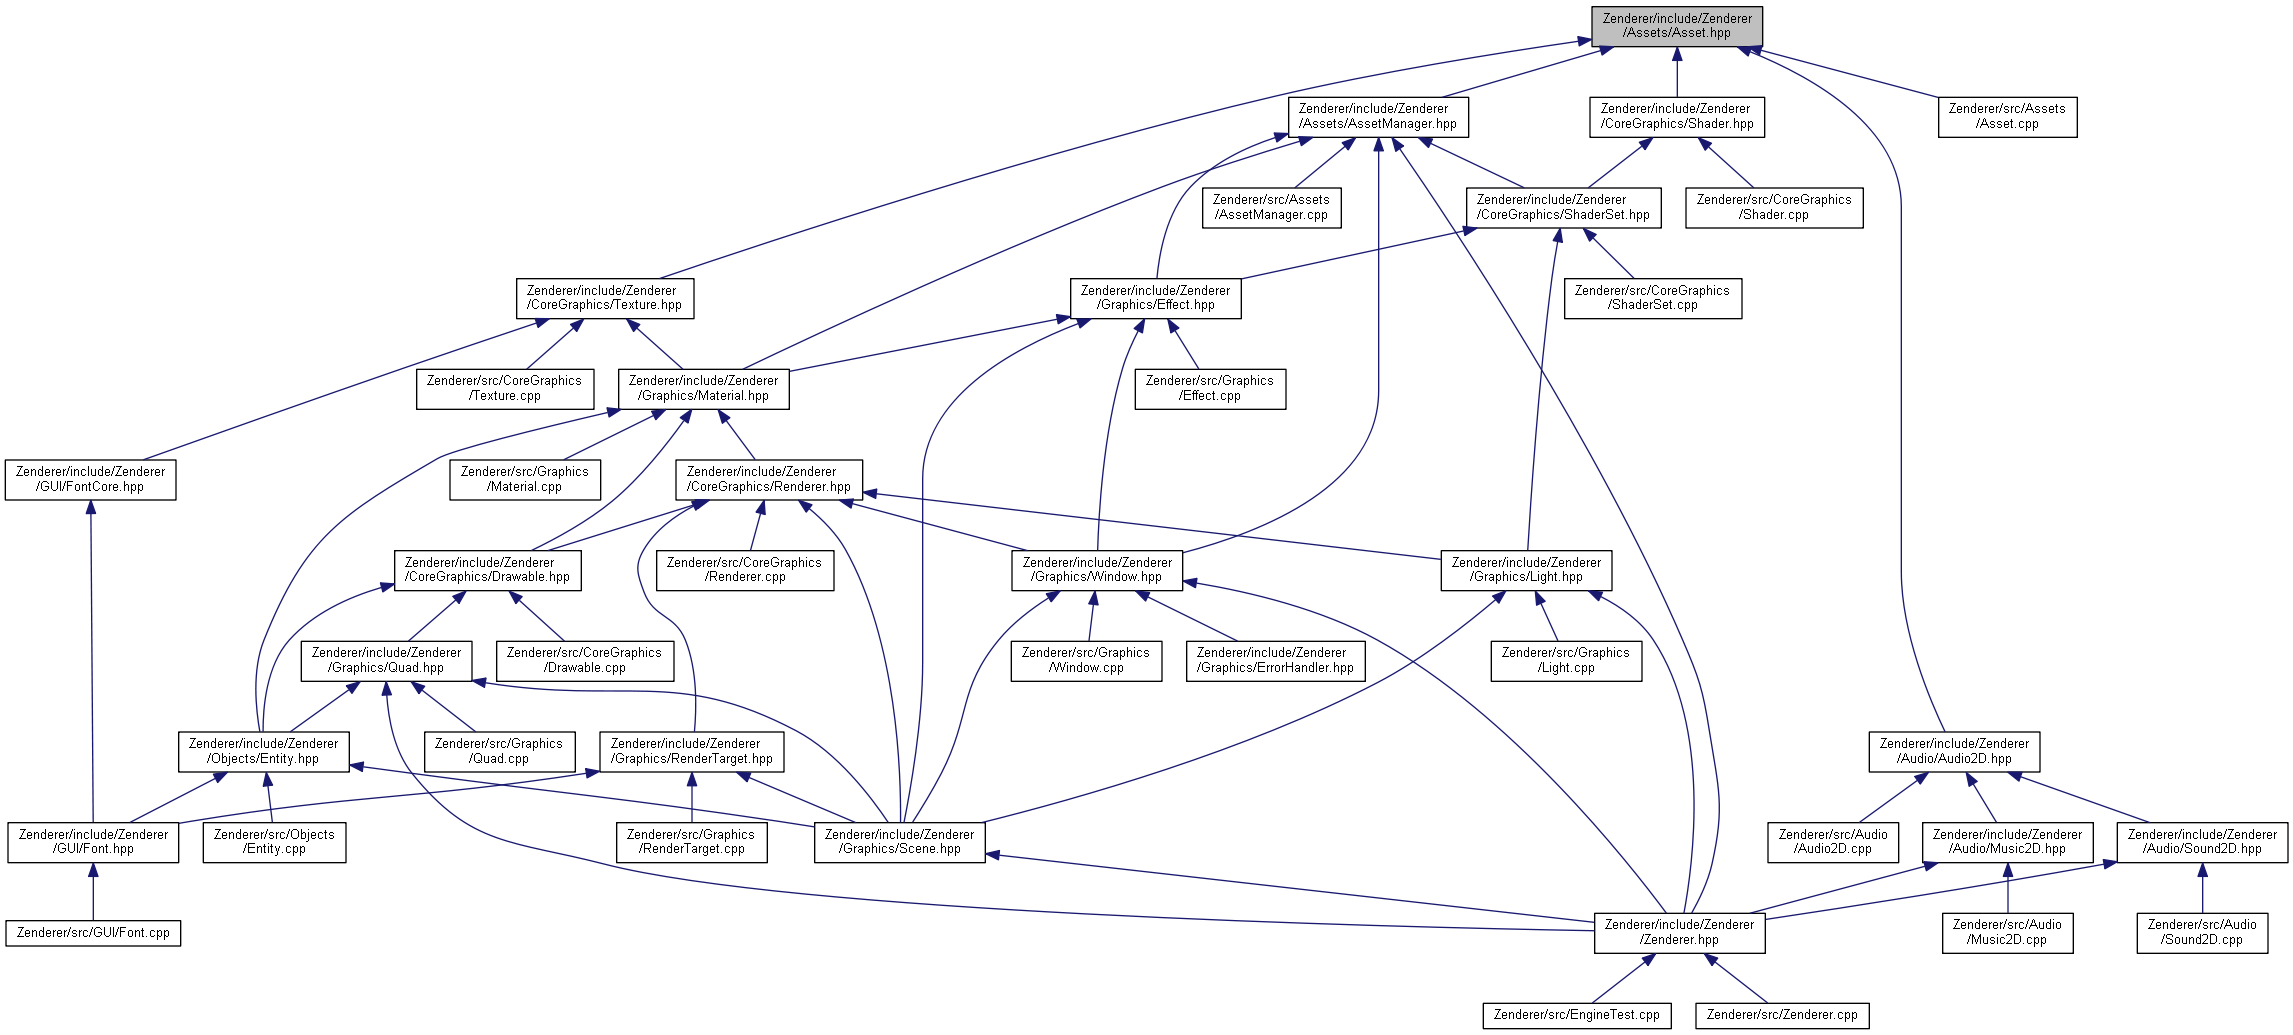 Zenderer/include/Zenderer
/Assets/Asset.hpp
Zenderer/include/Zenderer
/Assets/AssetManager.hpp
Zenderer/include/Zenderer
/CoreGraphics/Shader.hpp
Zenderer/src/Assets
/Asset.cpp
Zenderer/src/Assets
/AssetManager.cpp
Zenderer/include/Zenderer
/CoreGraphics/ShaderSet.hpp
Zenderer/src/CoreGraphics
/Shader.cpp
Zenderer/include/Zenderer
/CoreGraphics/Texture.hpp
Zenderer/include/Zenderer
/Graphics/Effect.hpp
Zenderer/src/CoreGraphics
/ShaderSet.cpp
Zenderer/src/CoreGraphics
/Texture.cpp
Zenderer/include/Zenderer
/Graphics/Material.hpp
Zenderer/src/Graphics
/Effect.cpp
Zenderer/include/Zenderer
/GUI/FontCore.hpp
Zenderer/src/Graphics
/Material.cpp
Zenderer/include/Zenderer
/CoreGraphics/Renderer.hpp
Zenderer/include/Zenderer
/CoreGraphics/Drawable.hpp
Zenderer/src/CoreGraphics
/Renderer.cpp
Zenderer/include/Zenderer
/Graphics/Window.hpp
Zenderer/include/Zenderer
/Graphics/Light.hpp
Zenderer/include/Zenderer
/Graphics/Quad.hpp
Zenderer/src/CoreGraphics
/Drawable.cpp
Zenderer/src/Graphics
/Window.cpp
Zenderer/include/Zenderer
/Graphics/ErrorHandler.hpp
Zenderer/src/Graphics
/Light.cpp
Zenderer/include/Zenderer
/Objects/Entity.hpp
Zenderer/src/Graphics
/Quad.cpp
Zenderer/include/Zenderer
/Graphics/RenderTarget.hpp
Zenderer/include/Zenderer
/Audio/Audio2D.hpp
Zenderer/include/Zenderer
/GUI/Font.hpp
Zenderer/src/Objects
/Entity.cpp
Zenderer/src/Graphics
/RenderTarget.cpp
Zenderer/include/Zenderer
/Graphics/Scene.hpp
Zenderer/src/Audio
/Audio2D.cpp
Zenderer/include/Zenderer
/Audio/Music2D.hpp
Zenderer/include/Zenderer
/Audio/Sound2D.hpp
Zenderer/src/GUI/Font.cpp
Zenderer/include/Zenderer
/Zenderer.hpp
Zenderer/src/Audio
/Music2D.cpp
Zenderer/src/Audio
/Sound2D.cpp
Zenderer/src/EngineTest.cpp
Zenderer/src/Zenderer.cpp